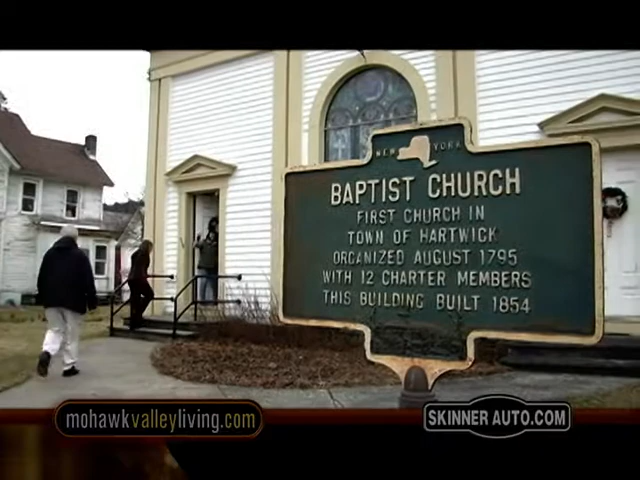 NEW YORK
BAPTIST CHURCH
FIRST CHURCH IN
TOWN OF HARTWICK
ORGANIZED AUGUST 1795
WITH 12 CHARTER MEMBERS
THIS BUILDING BUILT 1854
mohawkvalleyliving.com
SKINNER AUTO.COM